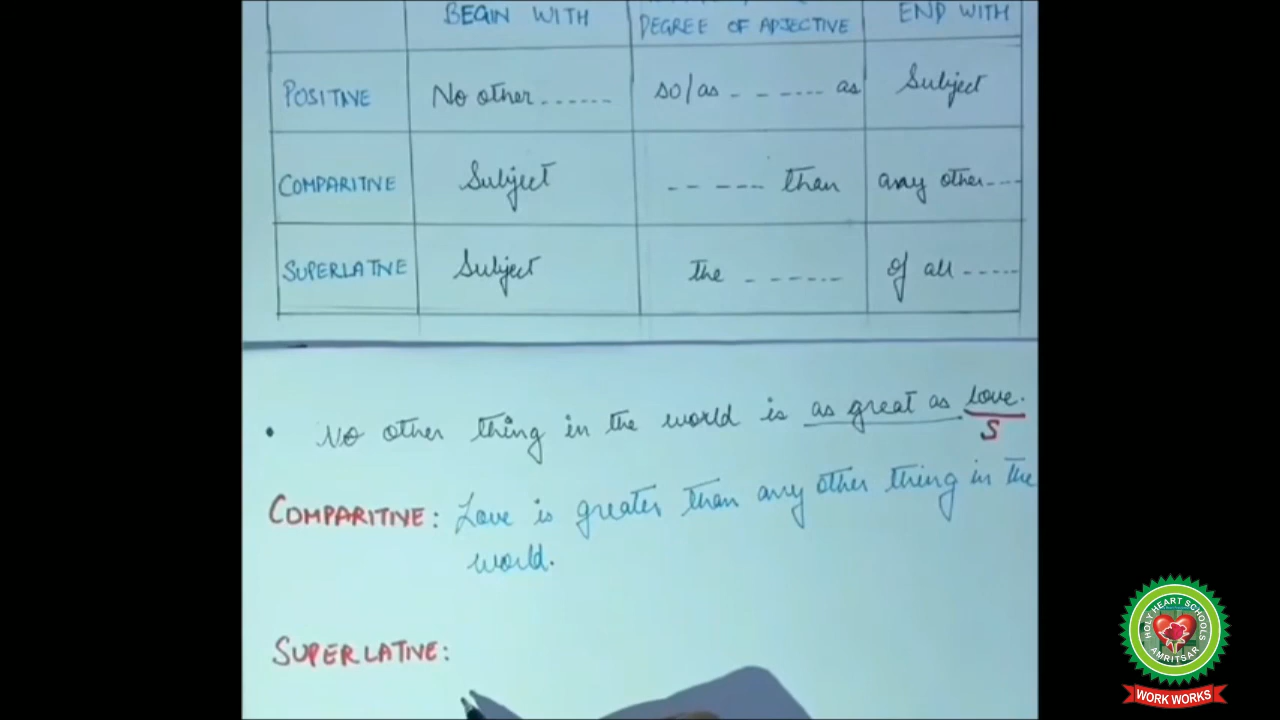 BEGIN WITH DEGREE OF ADJECTIVE END WITH
POSITIVE No other ------ so/as - - ----- as Subject
COMPARITIVE Subject -- -- --- than any other----
SUPERLATIVE Subject the - ------ of all -----
• No other thing in the world is as great as love.
S
COMPARITIVE: Love is greater than any other thing in the
world.
SUPERLATIVE:
HOLY HEART SCHOOLS
AMRITSAR
WORK WORKS